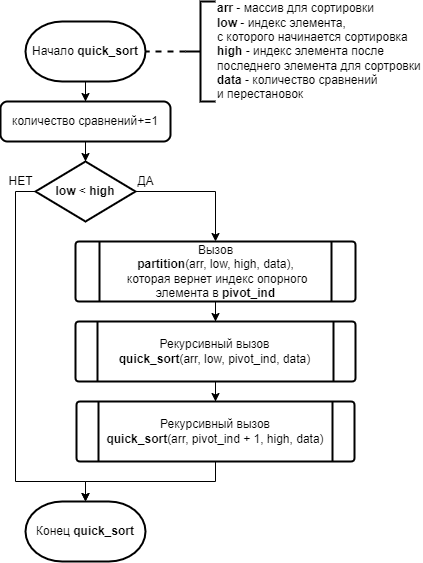 arr - массив для сортировки
low - индекс элемента,
с которого начинается сортировка
high - индекс элемента после
последнего элемента для сортровки
data - количество сравнений
и перестановок
Начало quick_sort
количество сравнений+=1
НЕТ
low < high
ДА
Вызов
partition(arr, low, high, data),
которая вернет индекс опорного
элемента в pivot_ind
Рекурсивный вызов
quick_sort(arr, low, pivot_ind, data)
Рекурсивный вызов
quick_sort(arr, pivot_ind + 1, high, data)
Конец quick_sort